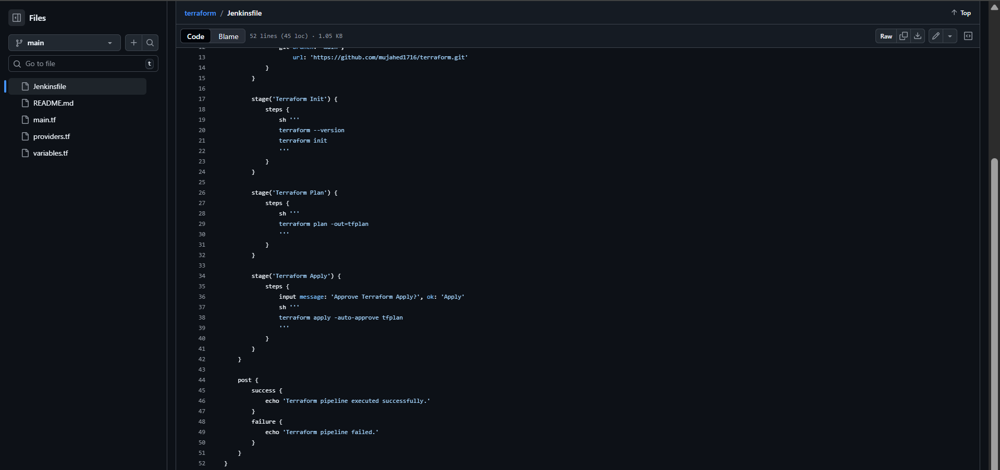 Files
main
Go to file
t
Jenkinsfile
README.md
main.tf
providers.tf
variables.tf
terraform / Jenkinsfile
Top
Code
Blame
52 lines (45 loc) · 1.05 KB
Raw
13 url: 'https://github.com/mujahed1716/terraform.git'
14 }
15 }
16
17 stage('Terraform Init') {
18 steps {
19 sh '''
20 terraform --version
21 terraform init
22 '''
23 }
24 }
25
26 stage('Terraform Plan') {
27 steps {
28 sh '''
29 terraform plan -out=tfplan
30 '''
31 }
32 }
33
34 stage('Terraform Apply') {
35 steps {
36 input message: 'Approve Terraform Apply?', ok: 'Apply'
37 sh '''
38 terraform apply -auto-approve tfplan
39 '''
40 }
41 }
42 }
43
44 post {
45 success {
46 echo 'Terraform pipeline executed successfully.'
47 }
48 failure {
49 echo 'Terraform pipeline failed.'
50 }
51 }
52 }